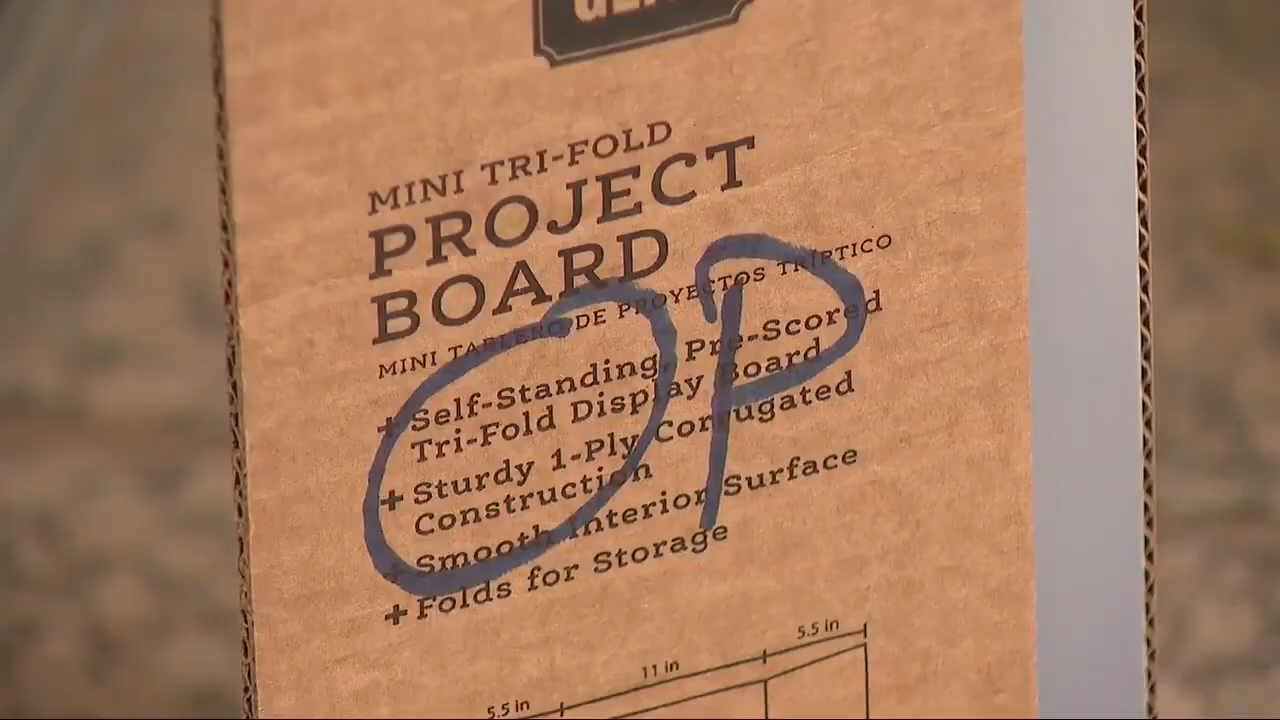 MINI TRI-FOLD
PROJECT
BOARD
MINI TABLERO DE PROYECTOS TRÍPTICO
+ Self-Standing, Pre-Scored
Tri-Fold Display Board
+ Sturdy 1-Ply Corrugated
Construction
+ Smooth Interior Surface
+ Folds for Storage
OP
5.5 in
11 in
5.5 in